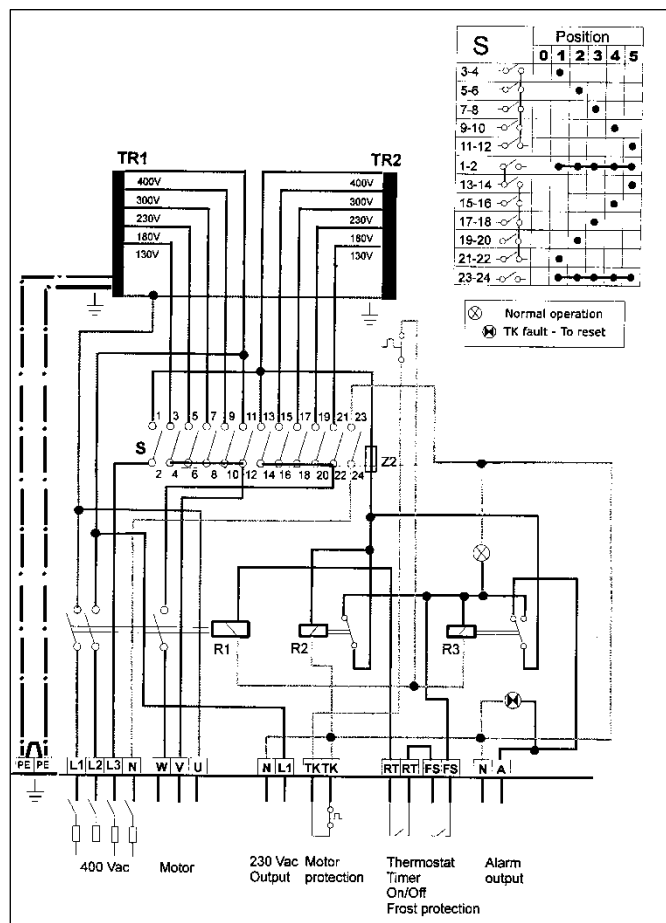 S Position
0 1 2 3 4 5
3-4
5-6
7-8
9-10
11-12
1-2
13-14
15-16
17-18
19-20
21-22
23-24
Normal operation
TK fault - To reset
TR1 TR2
400V 400V
300V 300V
230V 230V
180V 180V
130V 130V
1 3 5 7 9 11 13 15 17 19 21 23
S
Z2
2 4 6 8 10 12 14 16 18 20 22 24
R1 R2 R3
PE PE L1 L2 L3 N W V U N L1 TK TK RT RT FS FS N A
400 Vac Motor 230 Vac Motor Thermostat Alarm
Output protection Timer output
On/Off
Frost protection